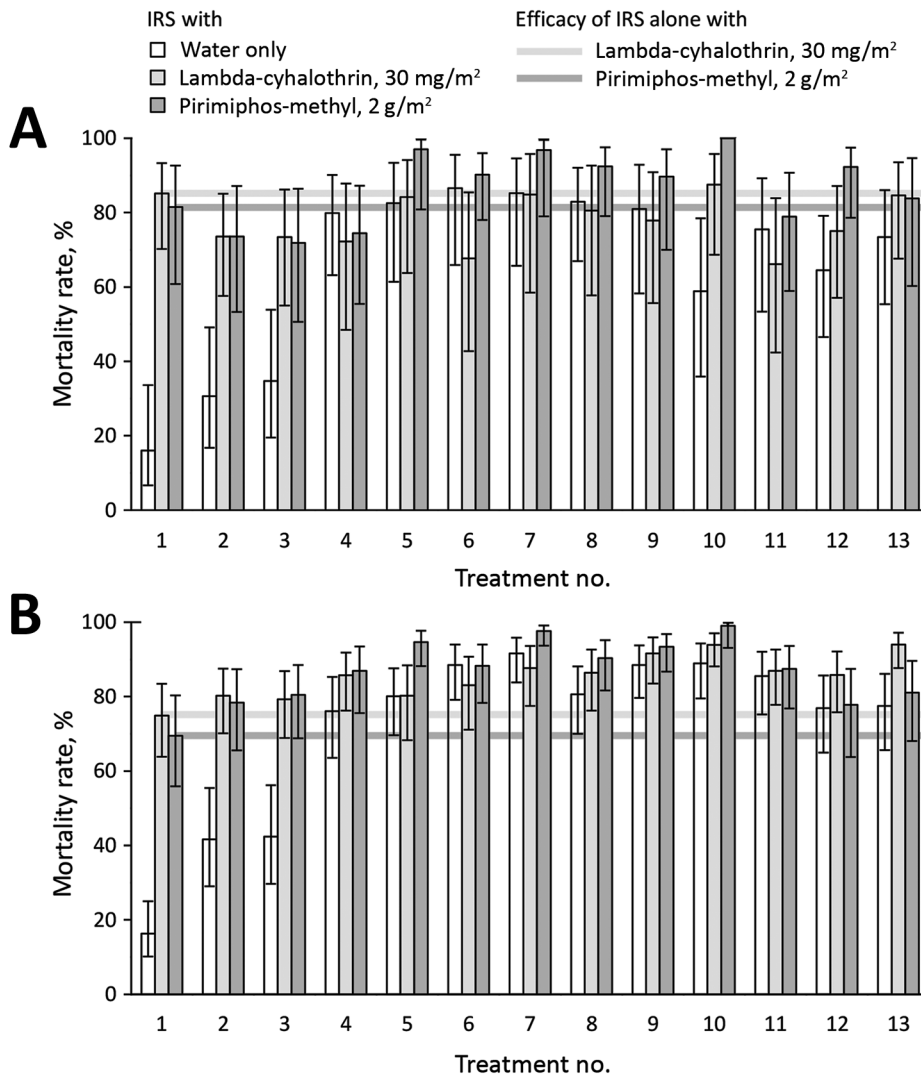 IRS with
Water only
Lambda-cyhalothrin, 30 mg/m²
Pirimiphos-methyl, 2 g/m²
Efficacy of IRS alone with
Lambda-cyhalothrin, 30 mg/m²
Pirimiphos-methyl, 2 g/m²
A
Mortality rate, %
100
80
60
40
20
0
1 2 3 4 5 6 7 8 9 10 11 12 13
Treatment no.
B
Mortality rate, %
100
80
60
40
20
0
1 2 3 4 5 6 7 8 9 10 11 12 13
Treatment no.